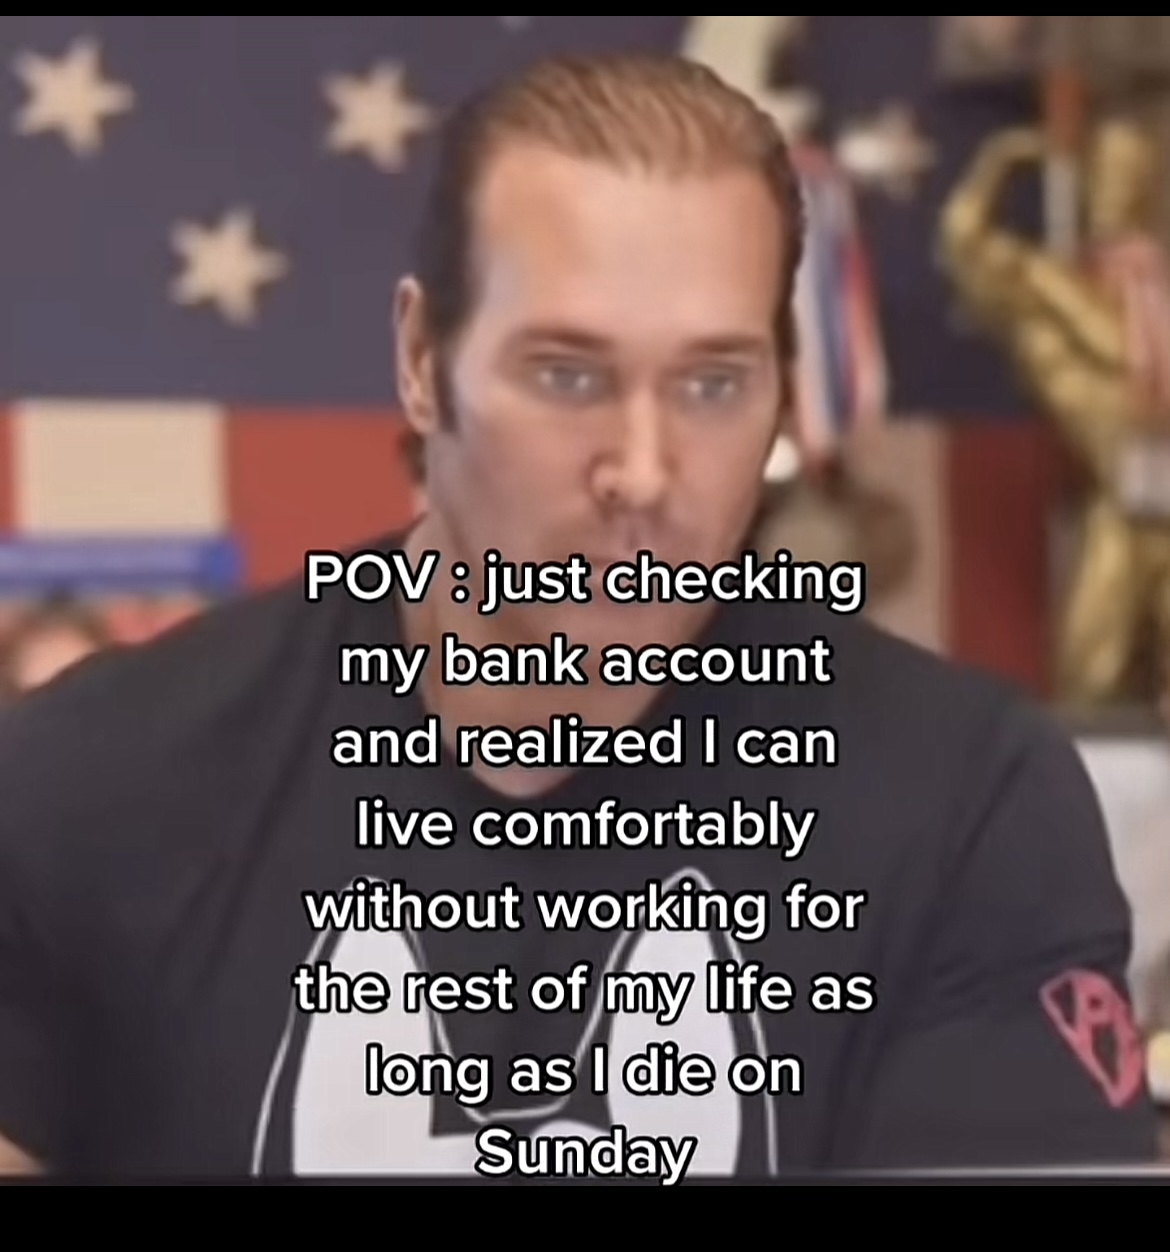 POV : just checking
my bank account
and realized I can
live comfortably
without working for
the rest of my life as
long as I die on
Sunday